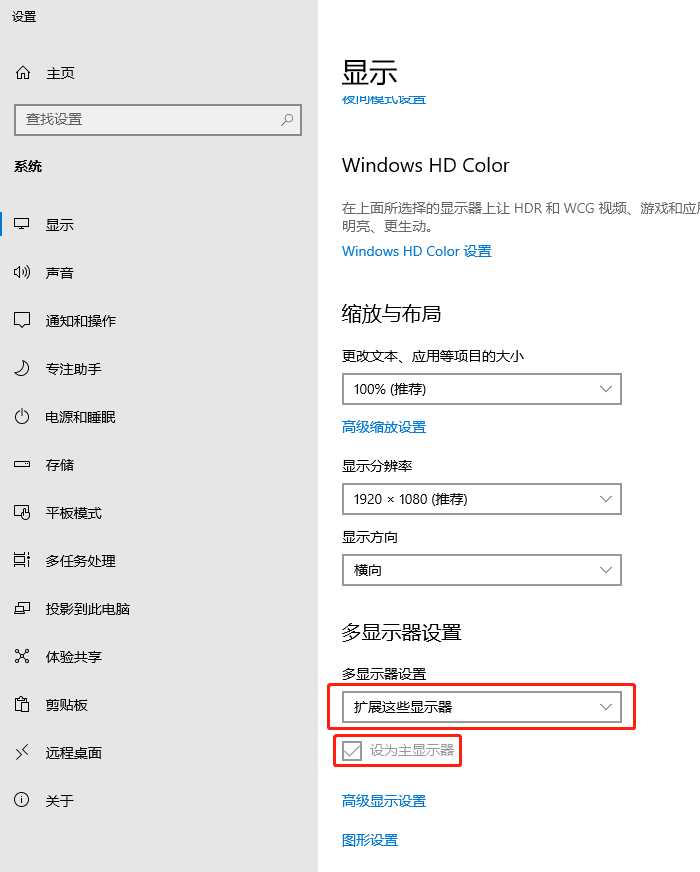 设置
主页
查找设置
系统
显示
声音
通知和操作
专注助手
电源和睡眠
存储
平板模式
多任务处理
投影到此电脑
体验共享
剪贴板
远程桌面
关于
显示
夜间模式设置
Windows HD Color
在上面所选择的显示器上让 HDR 和 WCG 视频、游戏和应
明亮、更生动。
Windows HD Color 设置
缩放与布局
更改文本、应用等项目的大小
100% (推荐)
高级缩放设置
显示分辨率
1920 × 1080 (推荐)
显示方向
横向
多显示器设置
多显示器设置
扩展这些显示器
设为主显示器
高级显示设置
图形设置